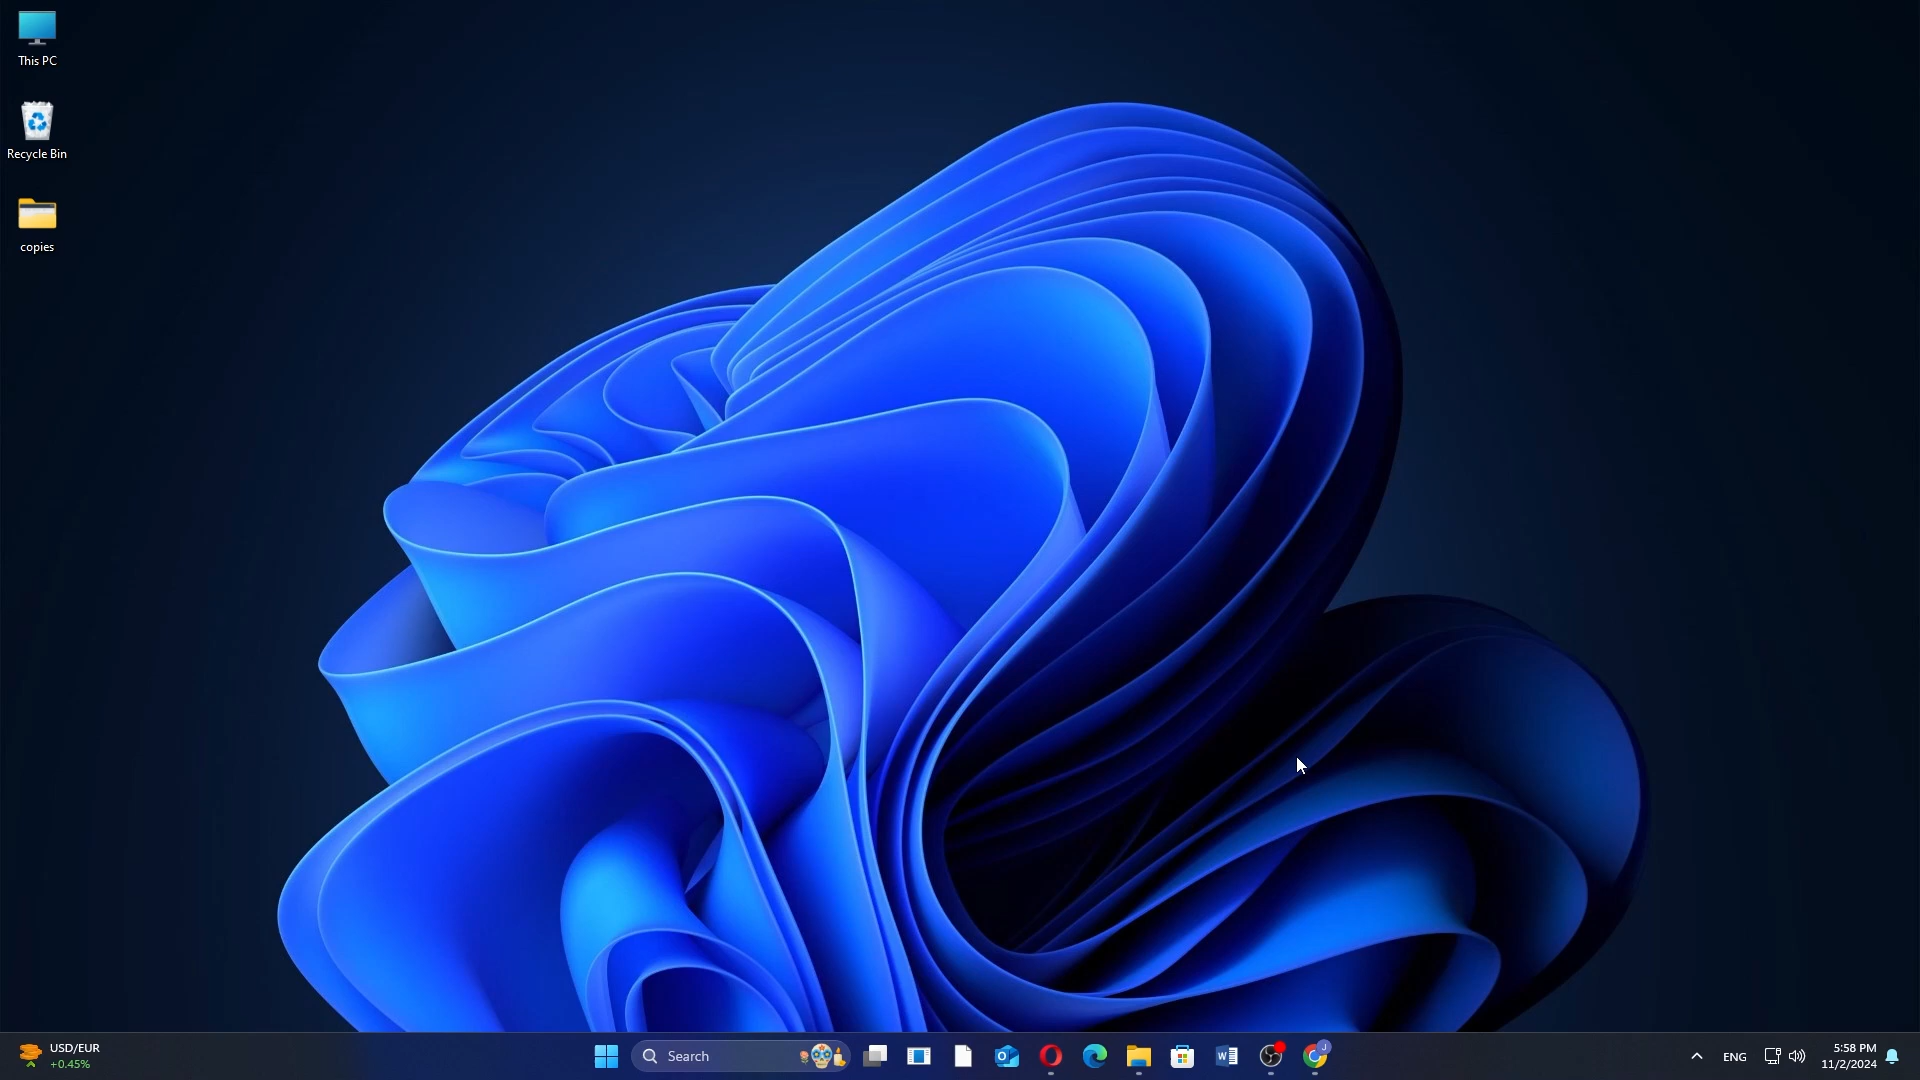 This PC
Recycle Bin
copies
USD/EUR
+0.45%
Search
ENG
5:58 PM
11/2/2024